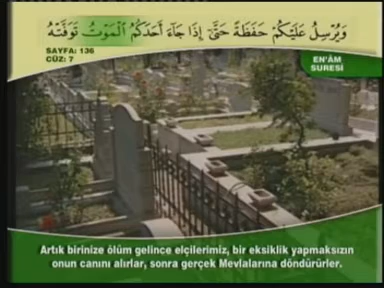 وَيُرْسِلُ عَلَيْكُمْ حَفَظَةً حَتَّىٰٓ اِذَا جَٓاءَ اَحَدَكُمُ الْمَوْتُ تَوَفَّتْهُ
SAYFA: 136
CÜZ: 7
EN'ÂM
SURESİ
Artık birinize ölüm gelince elçilerimiz, bir eksiklik yapmaksızın
onun canını alırlar, sonra gerçek Mevlalarına döndürürler.